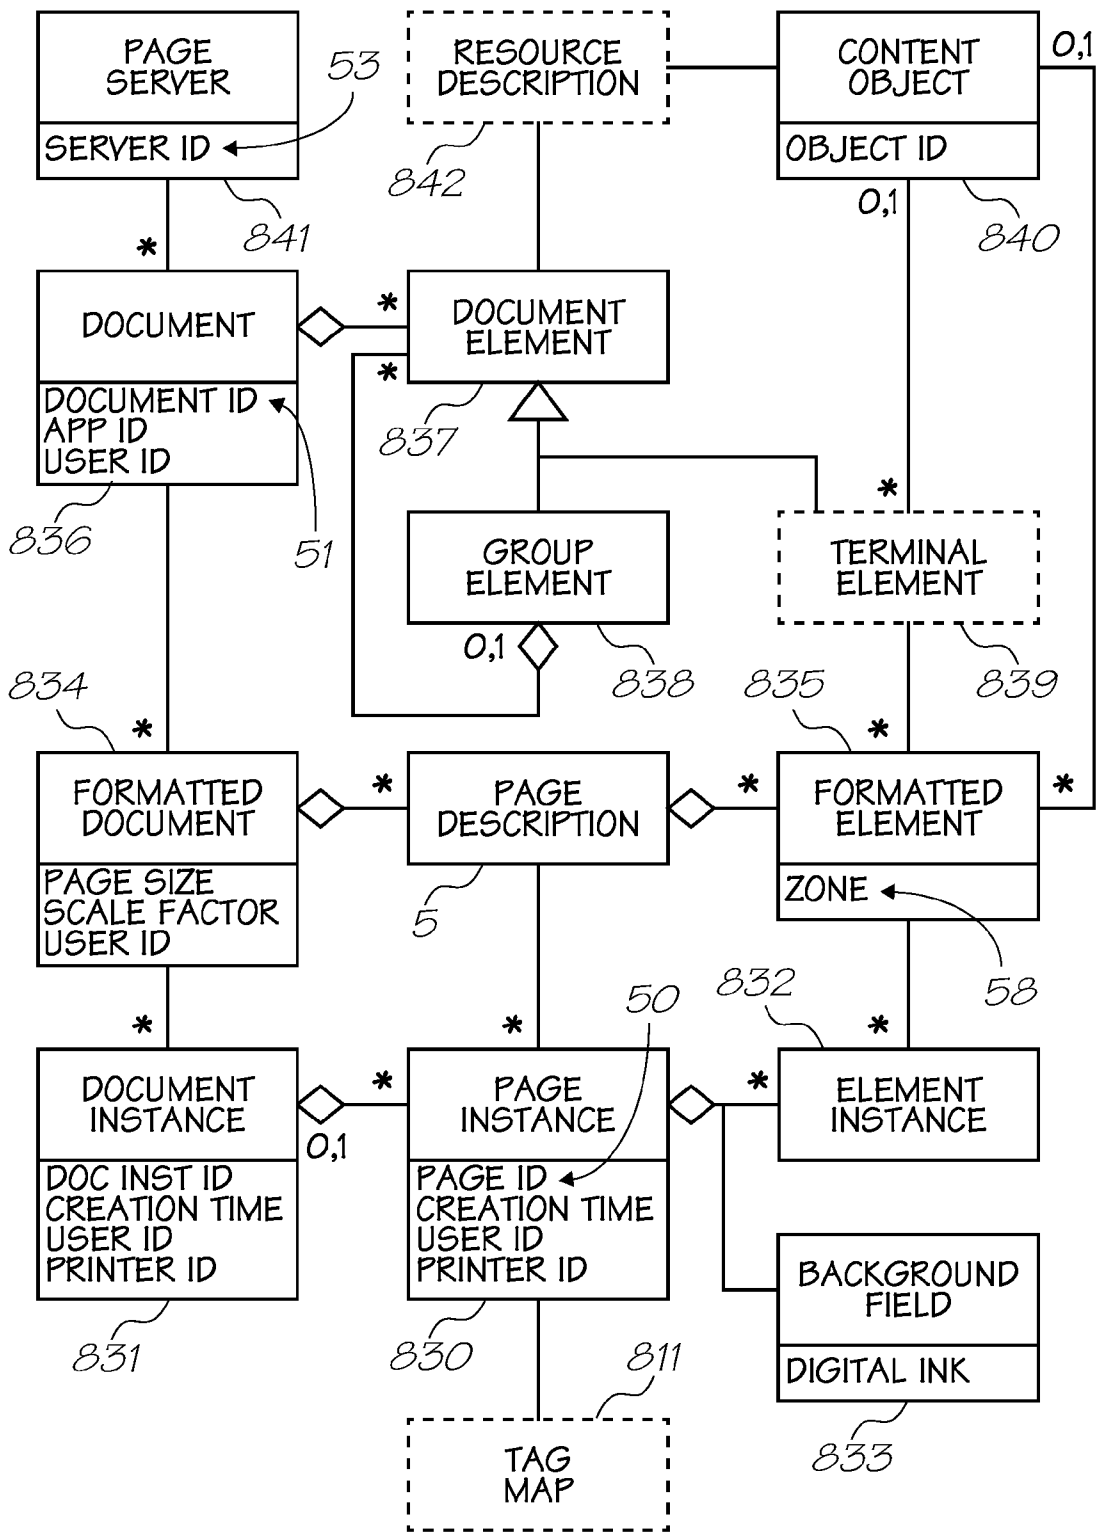 PAGE
SERVER
SERVER ID
53
841
RESOURCE
DESCRIPTION
842
CONTENT
OBJECT
OBJECT ID
0,1
0,1
840
*
DOCUMENT
DOCUMENT ID
APP ID
USER ID
836
51
*
DOCUMENT
ELEMENT
*
837
GROUP
ELEMENT
0,1
838
*
TERMINAL
ELEMENT
839
834
*
FORMATTED
DOCUMENT
PAGE SIZE
SCALE FACTOR
USER ID
*
PAGE
DESCRIPTION
5
835
*
*
*
FORMATTED
ELEMENT
ZONE
58
*
DOCUMENT
INSTANCE
0,1
DOC INST ID
CREATION TIME
USER ID
PRINTER ID
831
*
*
50
PAGE
INSTANCE
PAGE ID
CREATION TIME
USER ID
PRINTER ID
830
832
*
*
ELEMENT
INSTANCE
BACKGROUND
FIELD
DIGITAL INK
833
811
TAG
MAP